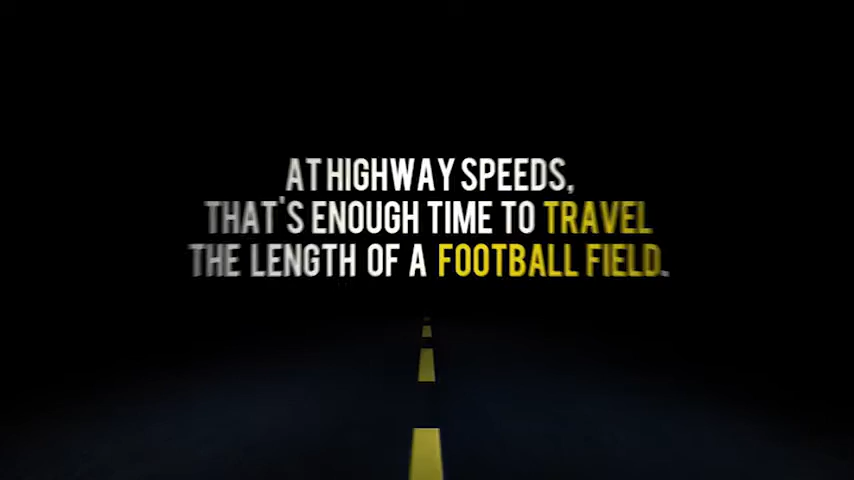 AT HIGHWAY SPEEDS,
THAT'S ENOUGH TIME TO TRAVEL
THE LENGTH OF A FOOTBALL FIELD.